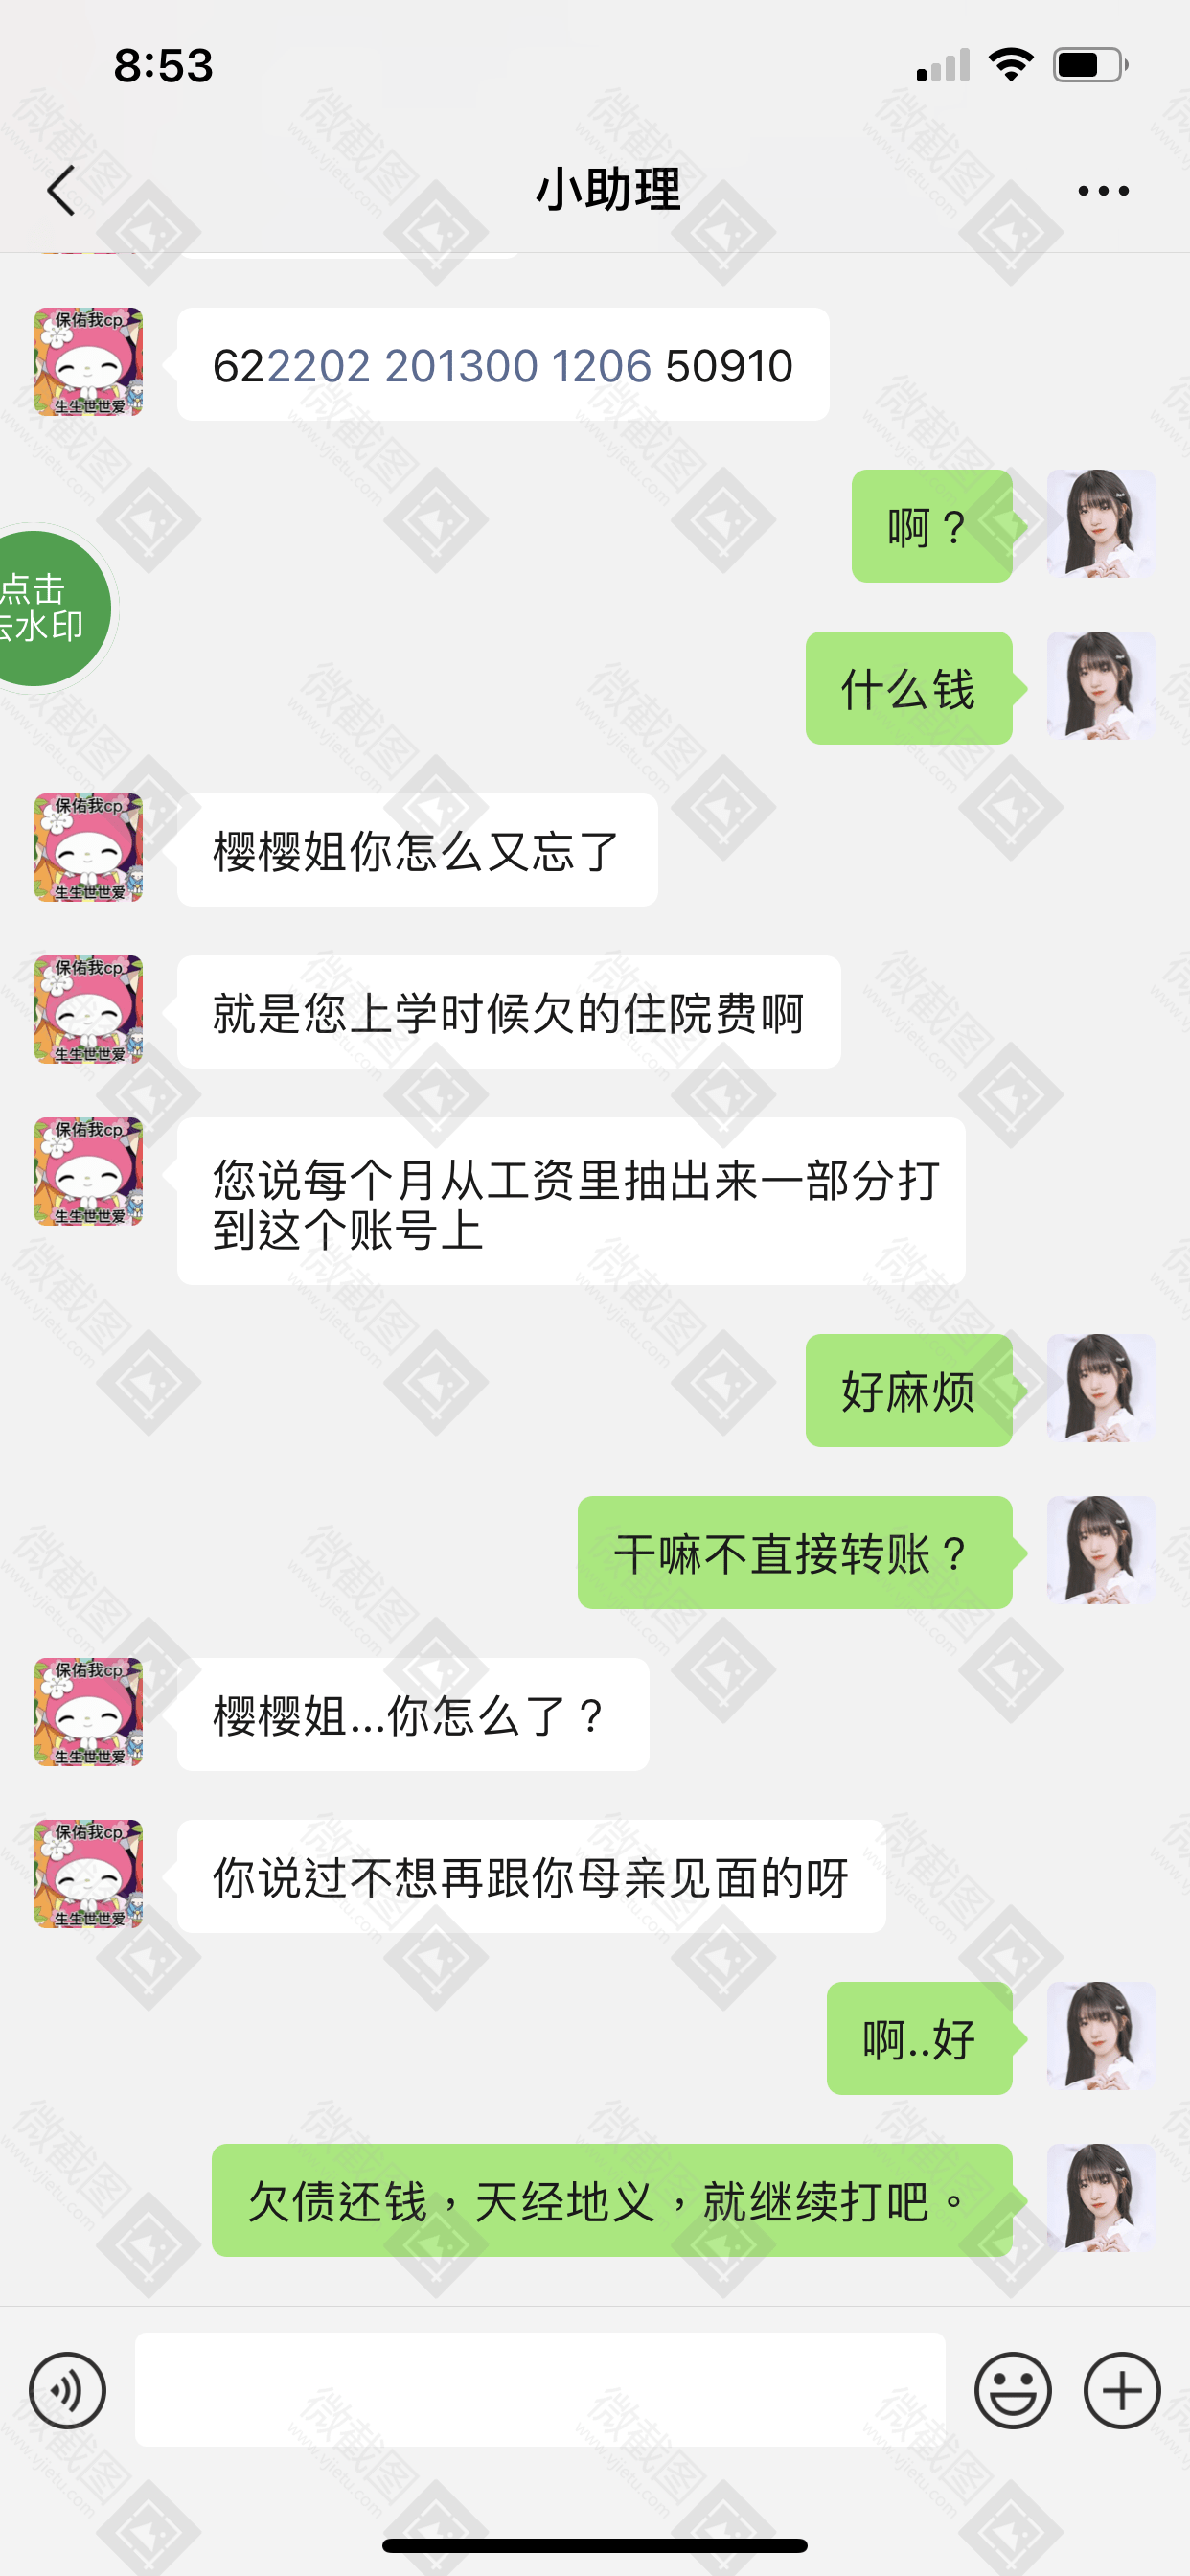 8:53
小助理
保佑我cp
生生世世爱
622202 201300 1206 50910
啊？
点击
去水印
什么钱
保佑我cp
生生世世爱
樱樱姐你怎么又忘了
保佑我cp
生生世世爱
就是您上学时候欠的住院费啊
保佑我cp
生生世世爱
您说每个月从工资里抽出来一部分打
到这个账号上
好麻烦
干嘛不直接转账？
保佑我cp
生生世世爱
樱樱姐...你怎么了？
保佑我cp
生生世世爱
你说过不想再跟你母亲见面的呀
啊..好
欠债还钱，天经地义，就继续打吧。
微截图
www.vjietu.com